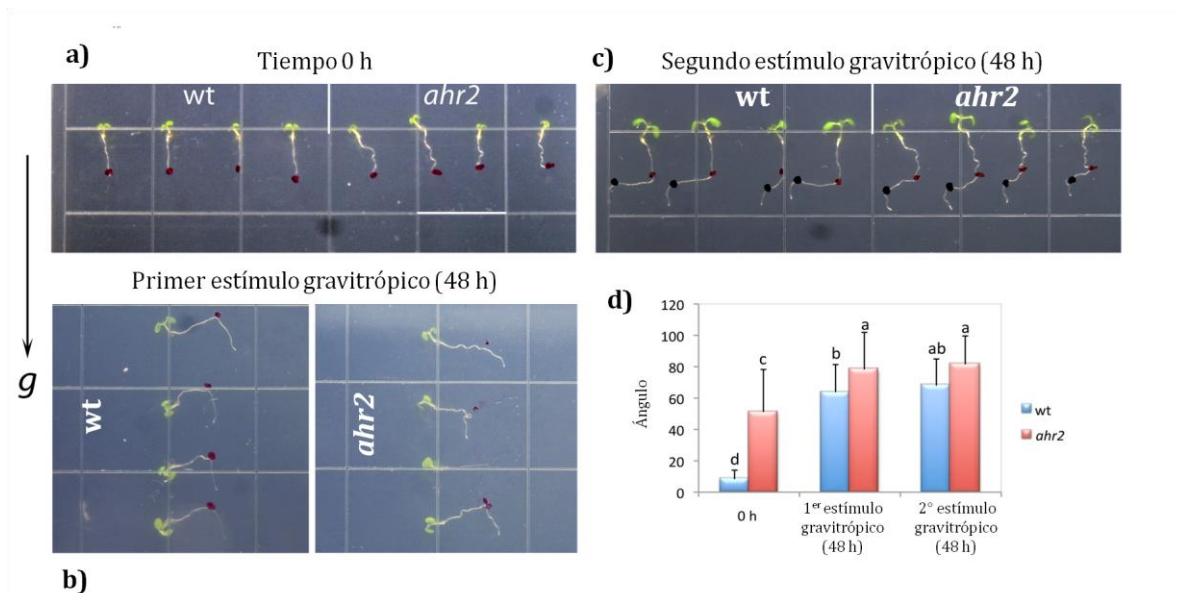 a)
Tiempo 0 h
wt
ahr2
g
Primer estímulo gravitrópico (48 h)
wt
ahr2
b)
c)
Segundo estímulo gravitrópico (48 h)
wt
ahr2
d)
120
100
80
60
40
20
0
Ángulo
d
c
b
a
ab
a
0 h
1er estímulo
gravitrópico
(48 h)
2° estímulo
gravitrópico
(48 h)
wt
ahr2